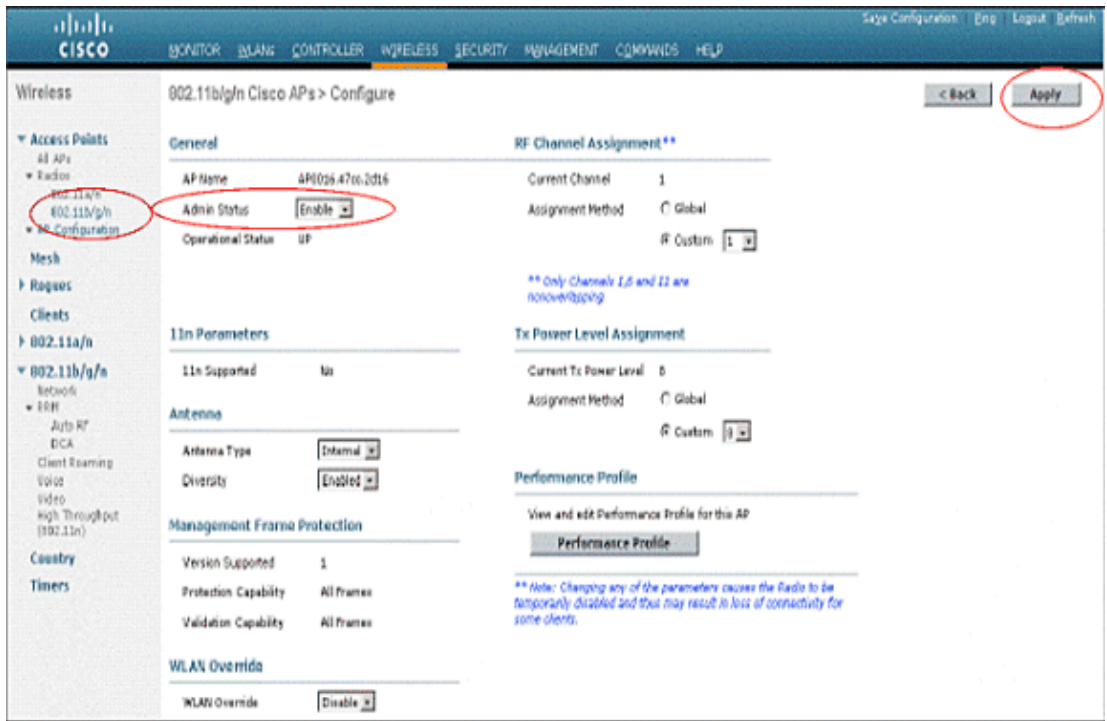 Save Configuration | Ping | Logout | Refresh
CISCO
MONITOR WLANs CONTROLLER WIRELESS SECURITY MANAGEMENT COMMANDS HELP
Wireless
Access Points
All APs
Radios
802.11a/n
802.11b/g/n
AP Configuration
Mesh
Rogues
Clients
802.11a/n
802.11b/g/n
Network
RRM
Auto RF
DCA
Client Roaming
Voice
Video
High Throughput
(802.11n)
Country
Timers
802.11b/g/n Cisco APs > Configure
< Back
Apply
General
AP Name AP0016.47cc.2d16
Admin Status Enable
Operational Status UP
11n Parameters
11n Supported No
Antenna
Antenna Type Internal
Diversity Enabled
Management Frame Protection
Version Supported 1
Protection Capability All Frames
Validation Capability All Frames
WLAN Override
WLAN Override Disable
RF Channel Assignment**
Current Channel 1
Assignment Method Global
Custom 1
** Only Channels 1,6 and 11 are
nonoverlapping
Tx Power Level Assignment
Current Tx Power Level 8
Assignment Method Global
Custom 8
Performance Profile
View and edit Performance Profile for this AP
Performance Profile
** Note: Changing any of the parameters causes the Radio to be
temporarily disabled and thus may result in loss of connectivity for
some clients.